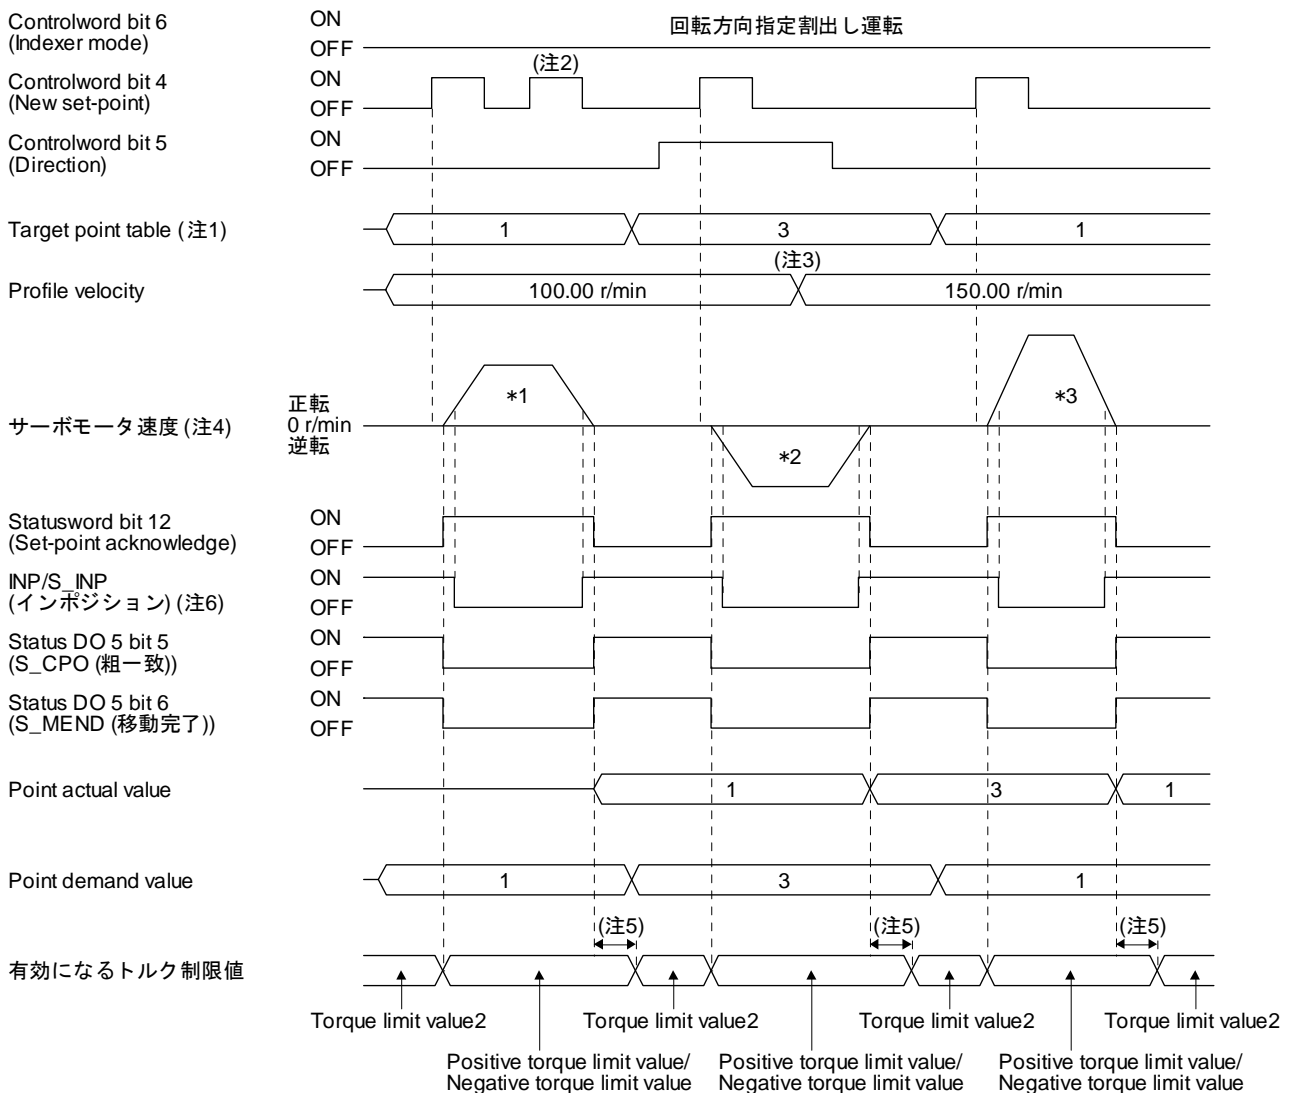 Controlword bit 6
(Indexer mode)
ON
OFF
回転方向指定割出し運転
Controlword bit 4
(New set-point)
ON
OFF
(注2)
Controlword bit 5
(Direction)
ON
OFF
Target point table (注1)
1
3
1
(注3)
Profile velocity
100.00 r/min
150.00 r/min
サーボモータ速度 (注4)
正転
0 r/min
逆転
*1
*2
*3
Statusword bit 12
(Set-point acknowledge)
ON
OFF
INP/S_INP
(インポジション) (注6)
ON
OFF
Status DO 5 bit 5
(S_CPO (粗一致))
ON
OFF
Status DO 5 bit 6
(S_MEND (移動完了))
ON
OFF
Point actual value
1
3
1
Point demand value
1
3
1
(注5)
(注5)
(注5)
有効になるトルク制限値
Torque limit value2
Torque limit value2
Torque limit value2
Torque limit value2
Positive torque limit value/
Negative torque limit value
Positive torque limit value/
Negative torque limit value
Positive torque limit value/
Negative torque limit value